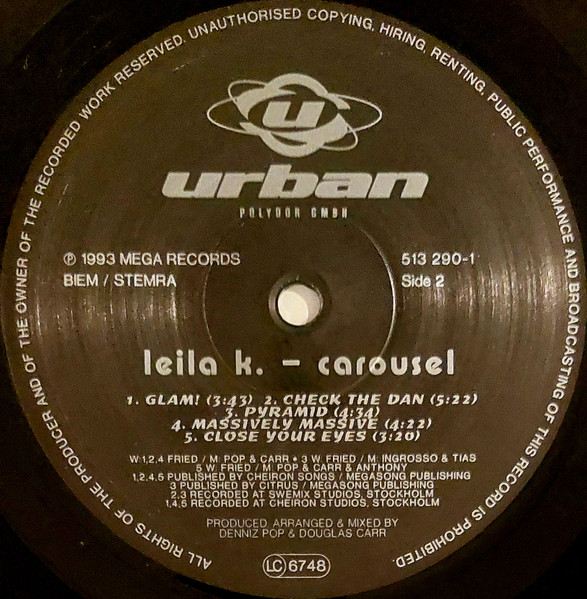 ALL RIGHTS OF THE PRODUCER AND OF THE OWNER OF THE RECORDED WORK RESERVED. UNAUTHORISED COPYING, HIRING, RENTING, PUBLIC PERFORMANCE AND BROADCASTING OF THIS RECORD IS PROHIBITED.
u
urban
POLYDOR GMBH
℗ 1993 MEGA RECORDS
513 290-1
BIEM / STEMRA
Side 2
leila k. – carousel
1. GLAM! (3:43) 2. CHECK THE DAN (5:22)
3. PYRAMID (4:34)
4. MASSIVELY MASSIVE (4:22)
5. CLOSE YOUR EYES (3:20)
W:1,2,4 FRIED / M: POP & CARR • 3 W: FRIED / M: INGROSSO & TIAS
5 W: FRIED / M: POP & CARR & ANTHONY
1,2,4,5 PUBLISHED BY CHEIRON SONGS / MEGASONG PUBLISHING
3 PUBLISHED BY CITRUS / MEGASONG PUBLISHING
2,3 RECORDED AT SWEMIX STUDIOS, STOCKHOLM
1,4,5 RECORDED AT CHEIRON STUDIOS, STOCKHOLM
PRODUCED, ARRANGED & MIXED BY
DENNIZ POP & DOUGLAS CARR
LC 6748